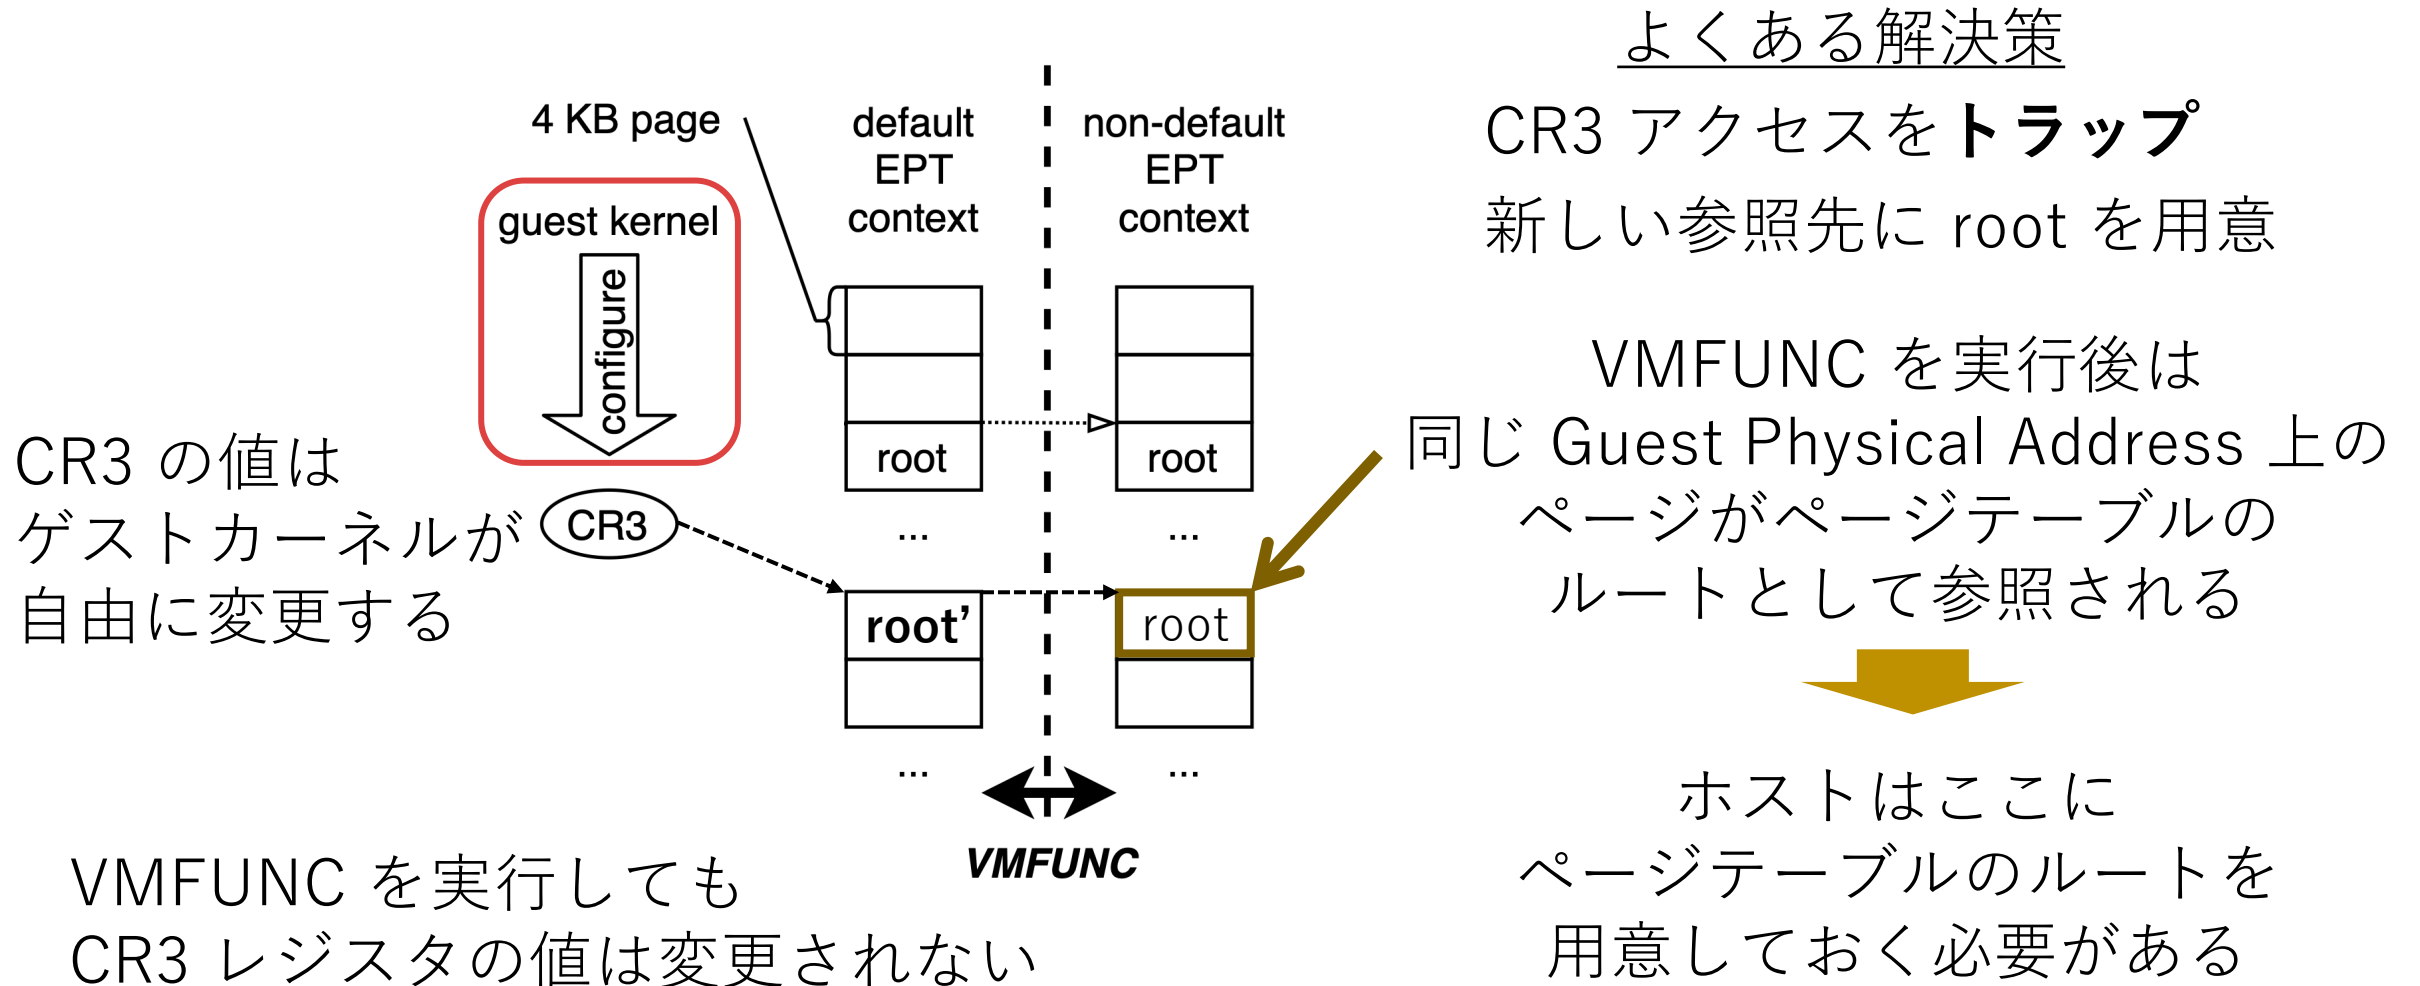 よくある解決策
CR3 アクセスをトラップ
新しい参照先に root を用意
4 KB page
default
EPT
context
non-default
EPT
context
guest kernel
configure
VMFUNC を実行後は
同じ Guest Physical Address 上の
ページがページテーブルの
ルートとして参照される
root
root
CR3 の値は
ゲストカーネルが
自由に変更する
CR3
...
...
root’
root
ホストはここに
ページテーブルのルートを
用意しておく必要がある
...
...
VMFUNC
VMFUNC を実行しても
CR3 レジスタの値は変更されない